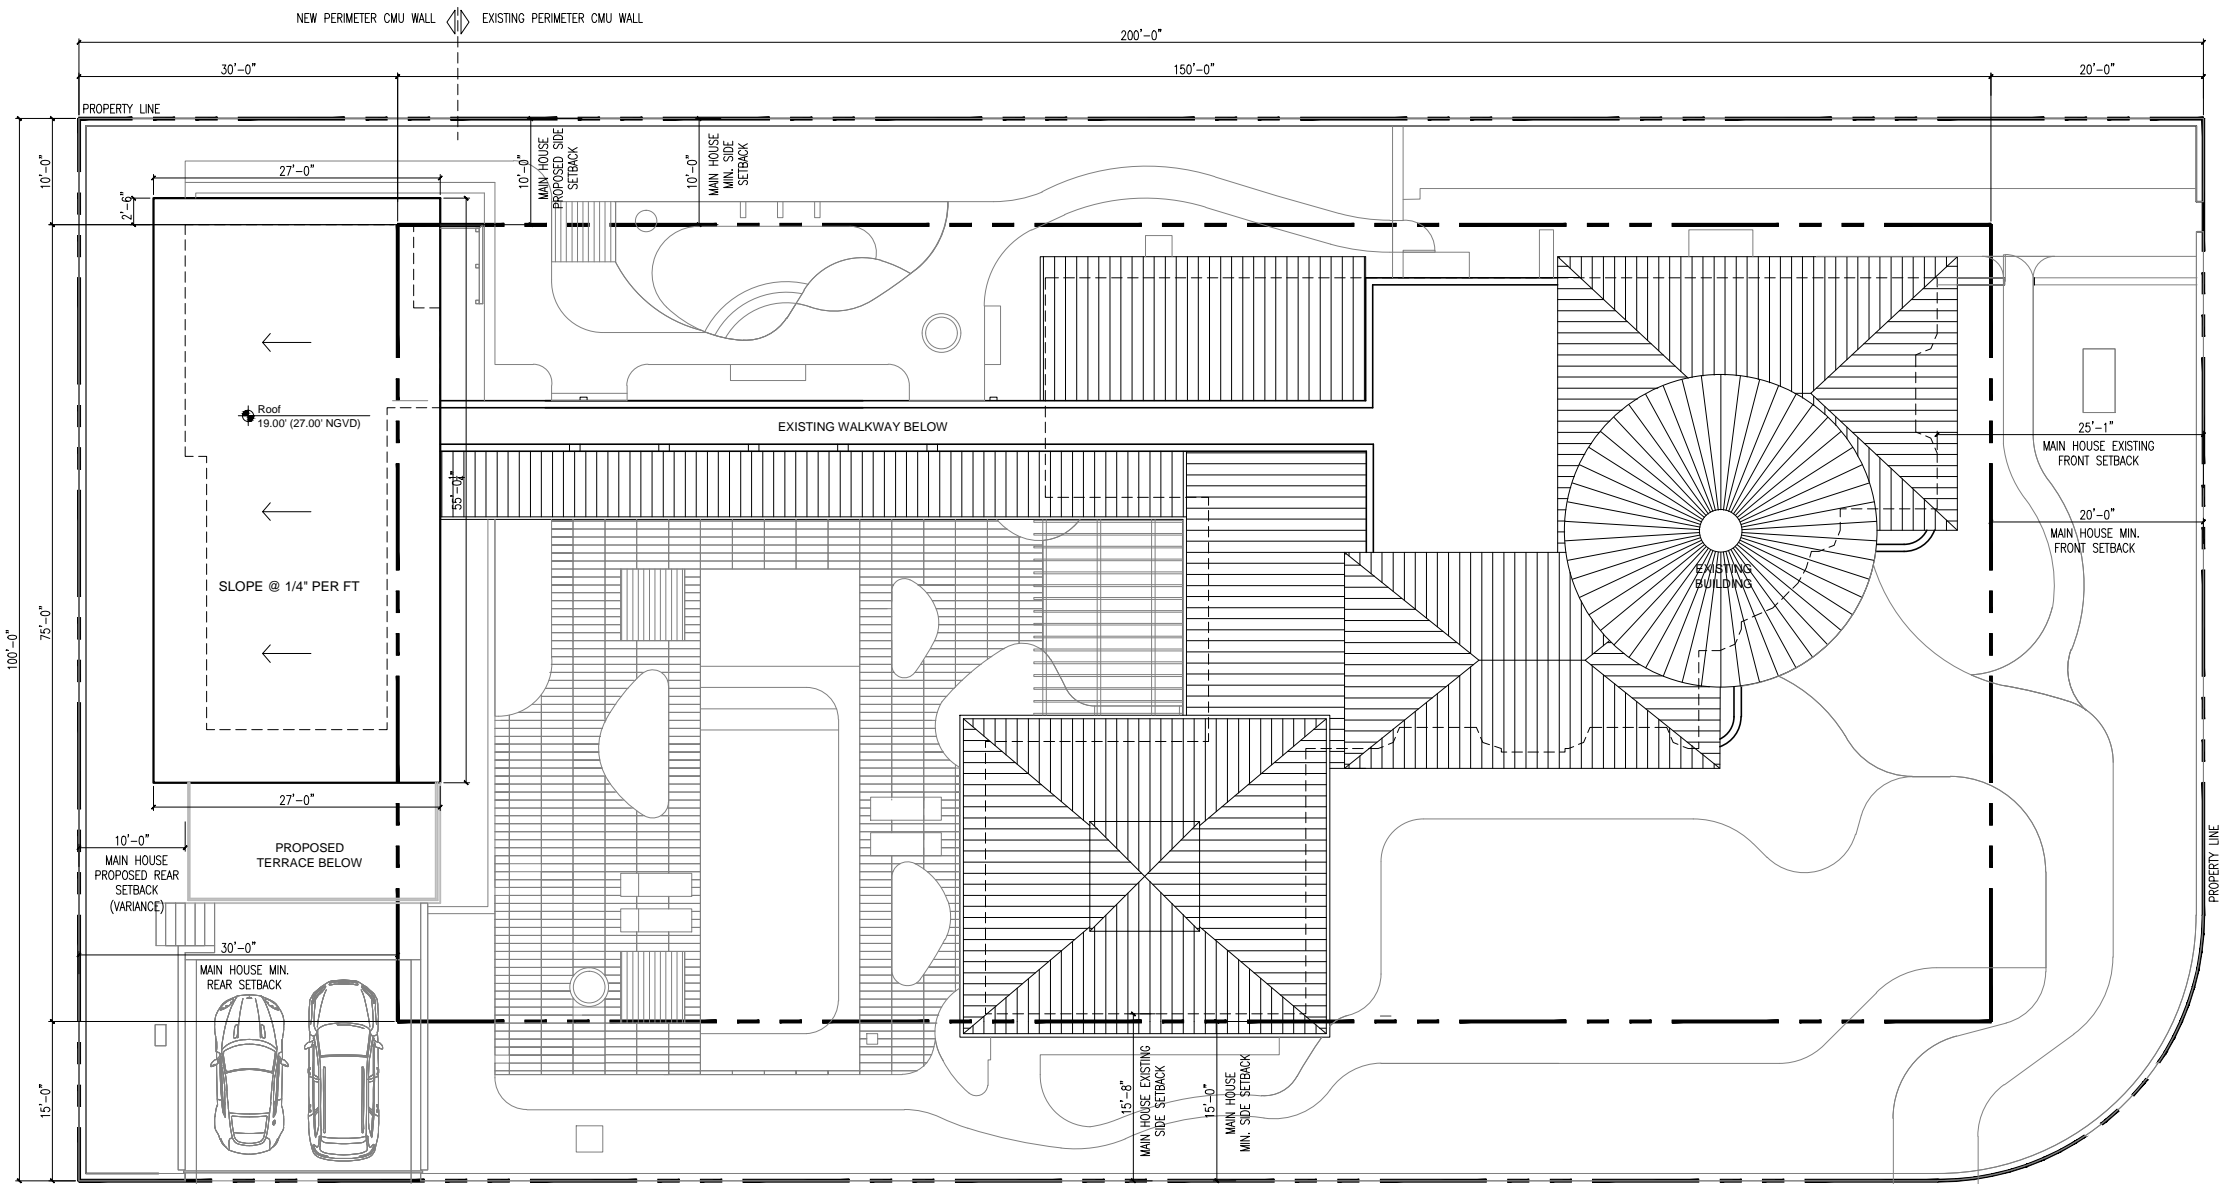 NEW PERIMETER CMU WALL
EXISTING PERIMETER CMU WALL
200'-0"
30'-0"
150'-0"
20'-0"
PROPERTY LINE
10'-0"
27'-0"
2'-6"
10'-0"
MAIN HOUSE
PROPOSED SIDE
SETBACK
10'-0"
MAIN HOUSE
MIN. SIDE
SETBACK
Roof
19.00' (27.00' NGVD)
EXISTING WALKWAY BELOW
25'-1"
MAIN HOUSE EXISTING
FRONT SETBACK
55'-0 1/4"
20'-0"
MAIN HOUSE MIN.
FRONT SETBACK
EXISTING
BUILDING
SLOPE @ 1/4" PER FT
75'-0"
100'-0"
27'-0"
10'-0"
MAIN HOUSE
PROPOSED REAR
SETBACK
(VARIANCE)
PROPOSED
TERRACE BELOW
PROPERTY LINE
30'-0"
MAIN HOUSE MIN.
REAR SETBACK
15'-0"
15'-8"
MAIN HOUSE EXISTING
SIDE SETBACK
15'-0"
MAIN HOUSE
MIN. SIDE SETBACK